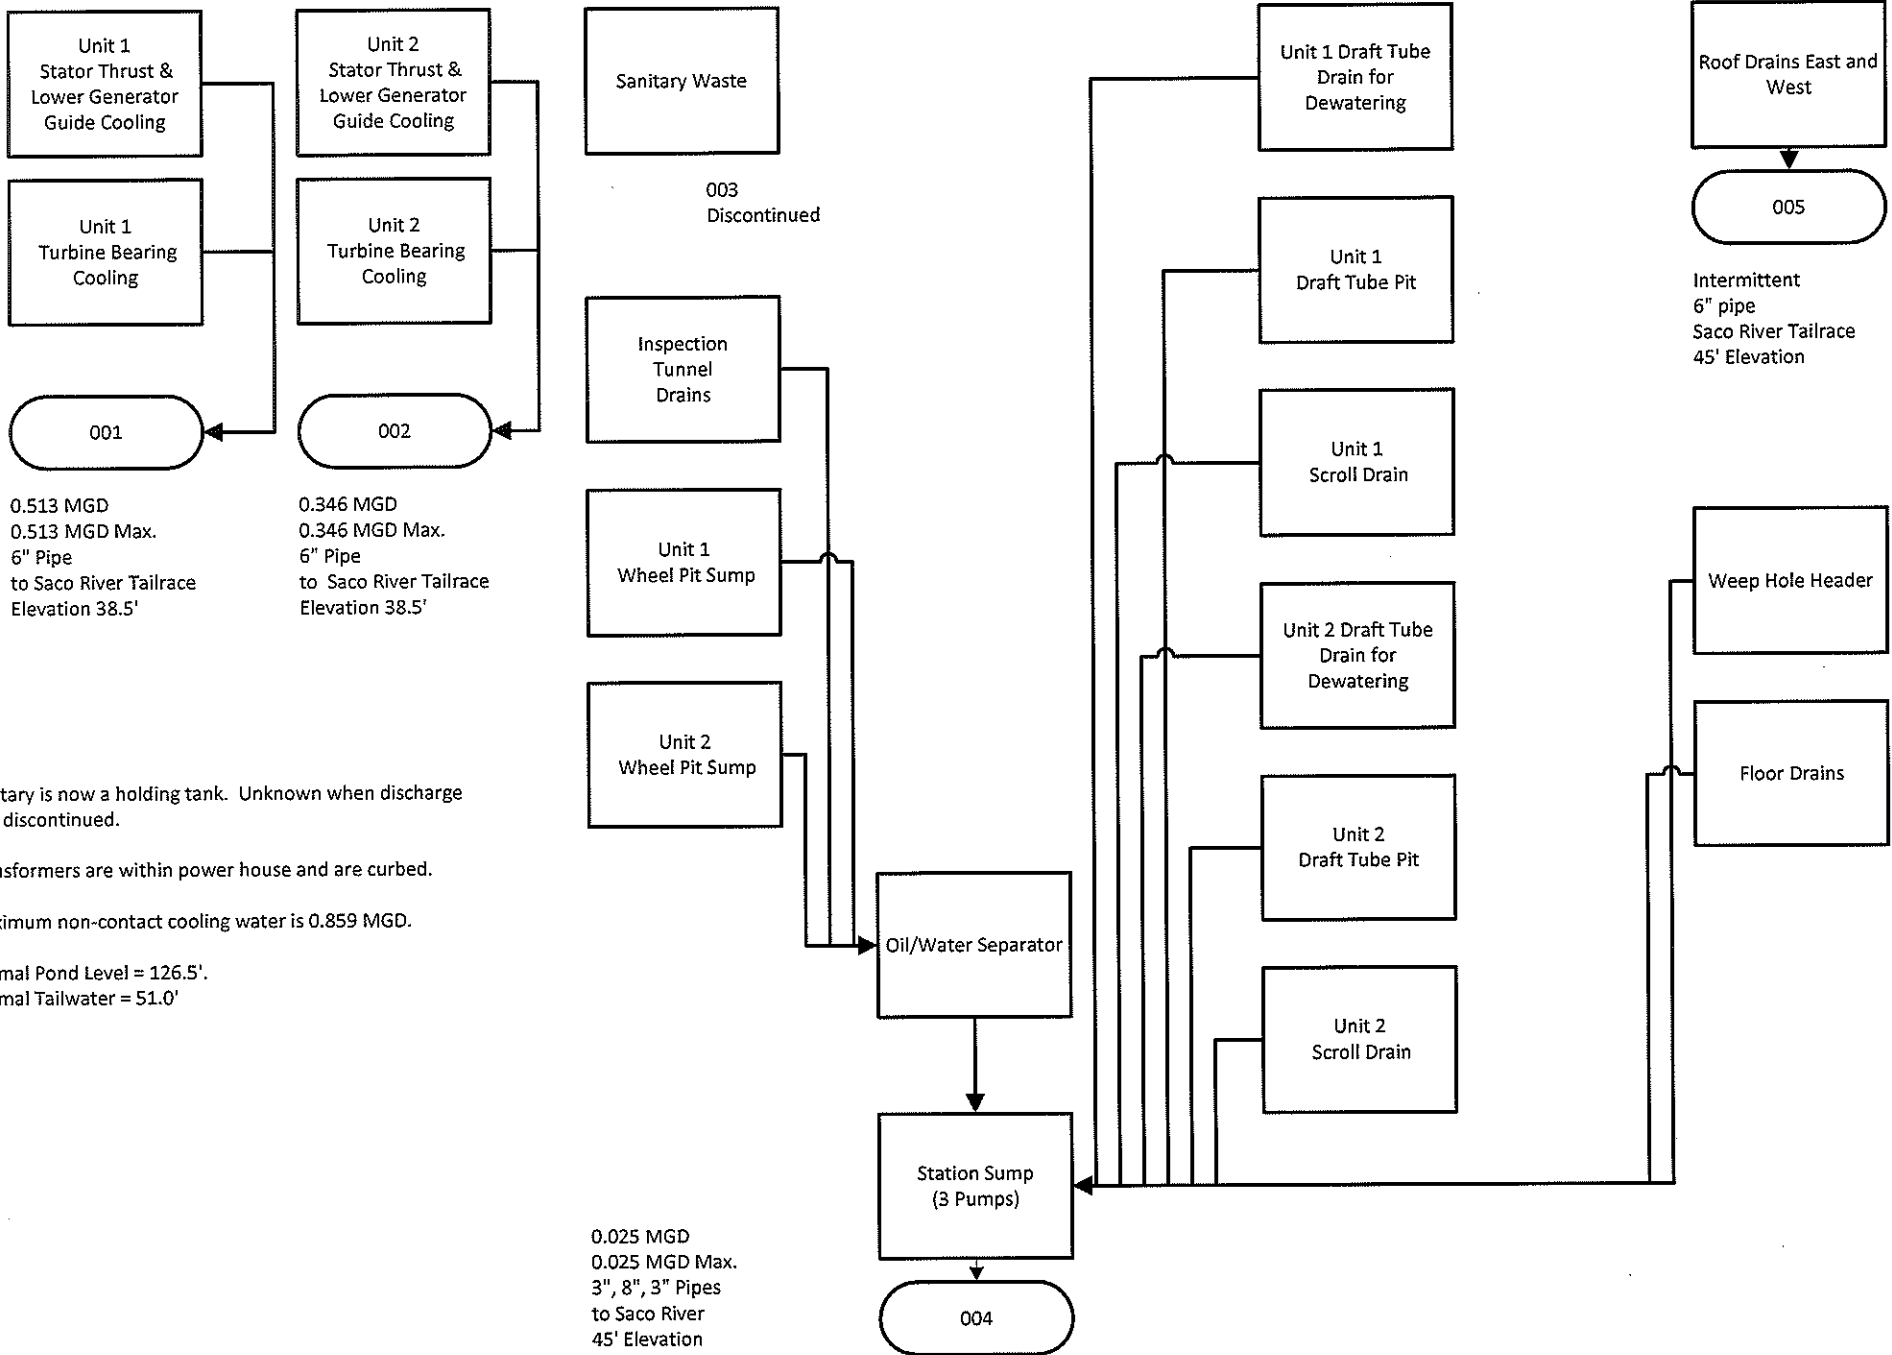 Unit 1
Stator Thrust &
Lower Generator
Guide Cooling
Unit 2
Stator Thrust &
Lower Generator
Guide Cooling
Sanitary Waste
Unit 1 Draft Tube
Drain for
Dewatering
Roof Drains East and
West
003
Discontinued
005
Unit 1
Turbine Bearing
Cooling
Unit 2
Turbine Bearing
Cooling
Unit 1
Draft Tube Pit
Intermittent
6" pipe
Saco River Tailrace
45' Elevation
Inspection
Tunnel
Drains
001
002
Unit 1
Scroll Drain
0.513 MGD
0.513 MGD Max.
6" Pipe
to Saco River Tailrace
Elevation 38.5'
0.346 MGD
0.346 MGD Max.
6" Pipe
to Saco River Tailrace
Elevation 38.5'
Unit 1
Wheel Pit Sump
Weep Hole Header
Unit 2 Draft Tube
Drain for
Dewatering
Unit 2
Wheel Pit Sump
Floor Drains
tary is now a holding tank. Unknown when discharge
discontinued.
nsformers are within power house and are curbed.
ximum non-contact cooling water is 0.859 MGD.
mal Pond Level = 126.5'.
mal Tailwater = 51.0'
Unit 2
Draft Tube Pit
Oil/Water Separator
Unit 2
Scroll Drain
Station Sump
(3 Pumps)
0.025 MGD
0.025 MGD Max.
3", 8", 3" Pipes
to Saco River
45' Elevation
004